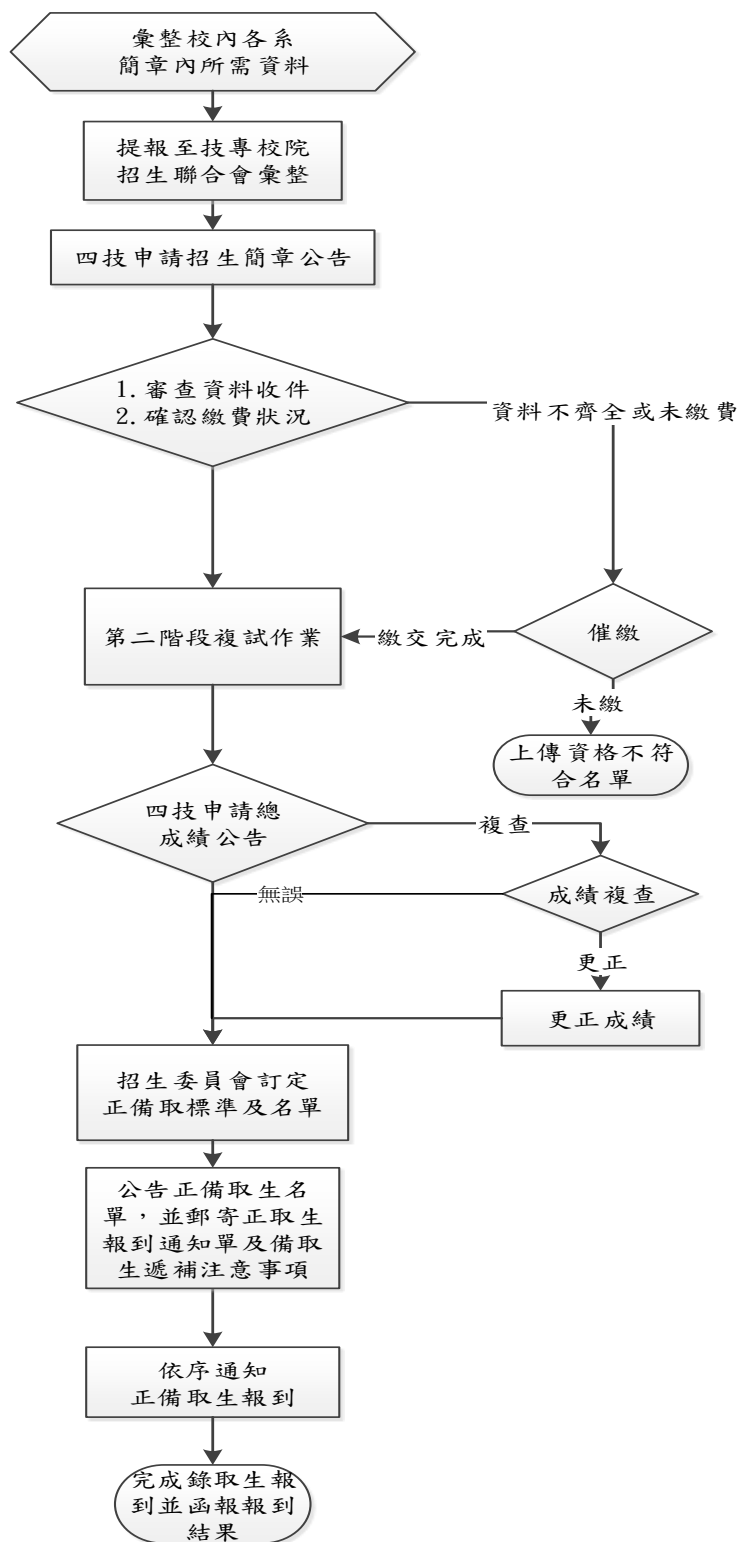 彙整校內各系
簡章內所需資料
提報至技專校院
招生聯合會彙整
四技申請招生簡章公告
1. 審查資料收件
2. 確認繳費狀況
資料不齊全或未繳費
第二階段複試作業
繳交完成
催繳
未繳
上傳資格不符
合名單
四技申請總
成績公告
複查
無誤
成績複查
更正
更正成績
招生委員會訂定
正備取標準及名單
公告正備取生名
單，並郵寄正取生
報到通知單及備取
生遞補注意事項
依序通知
正備取生報到
完成錄取生報
到並函報報到
結果